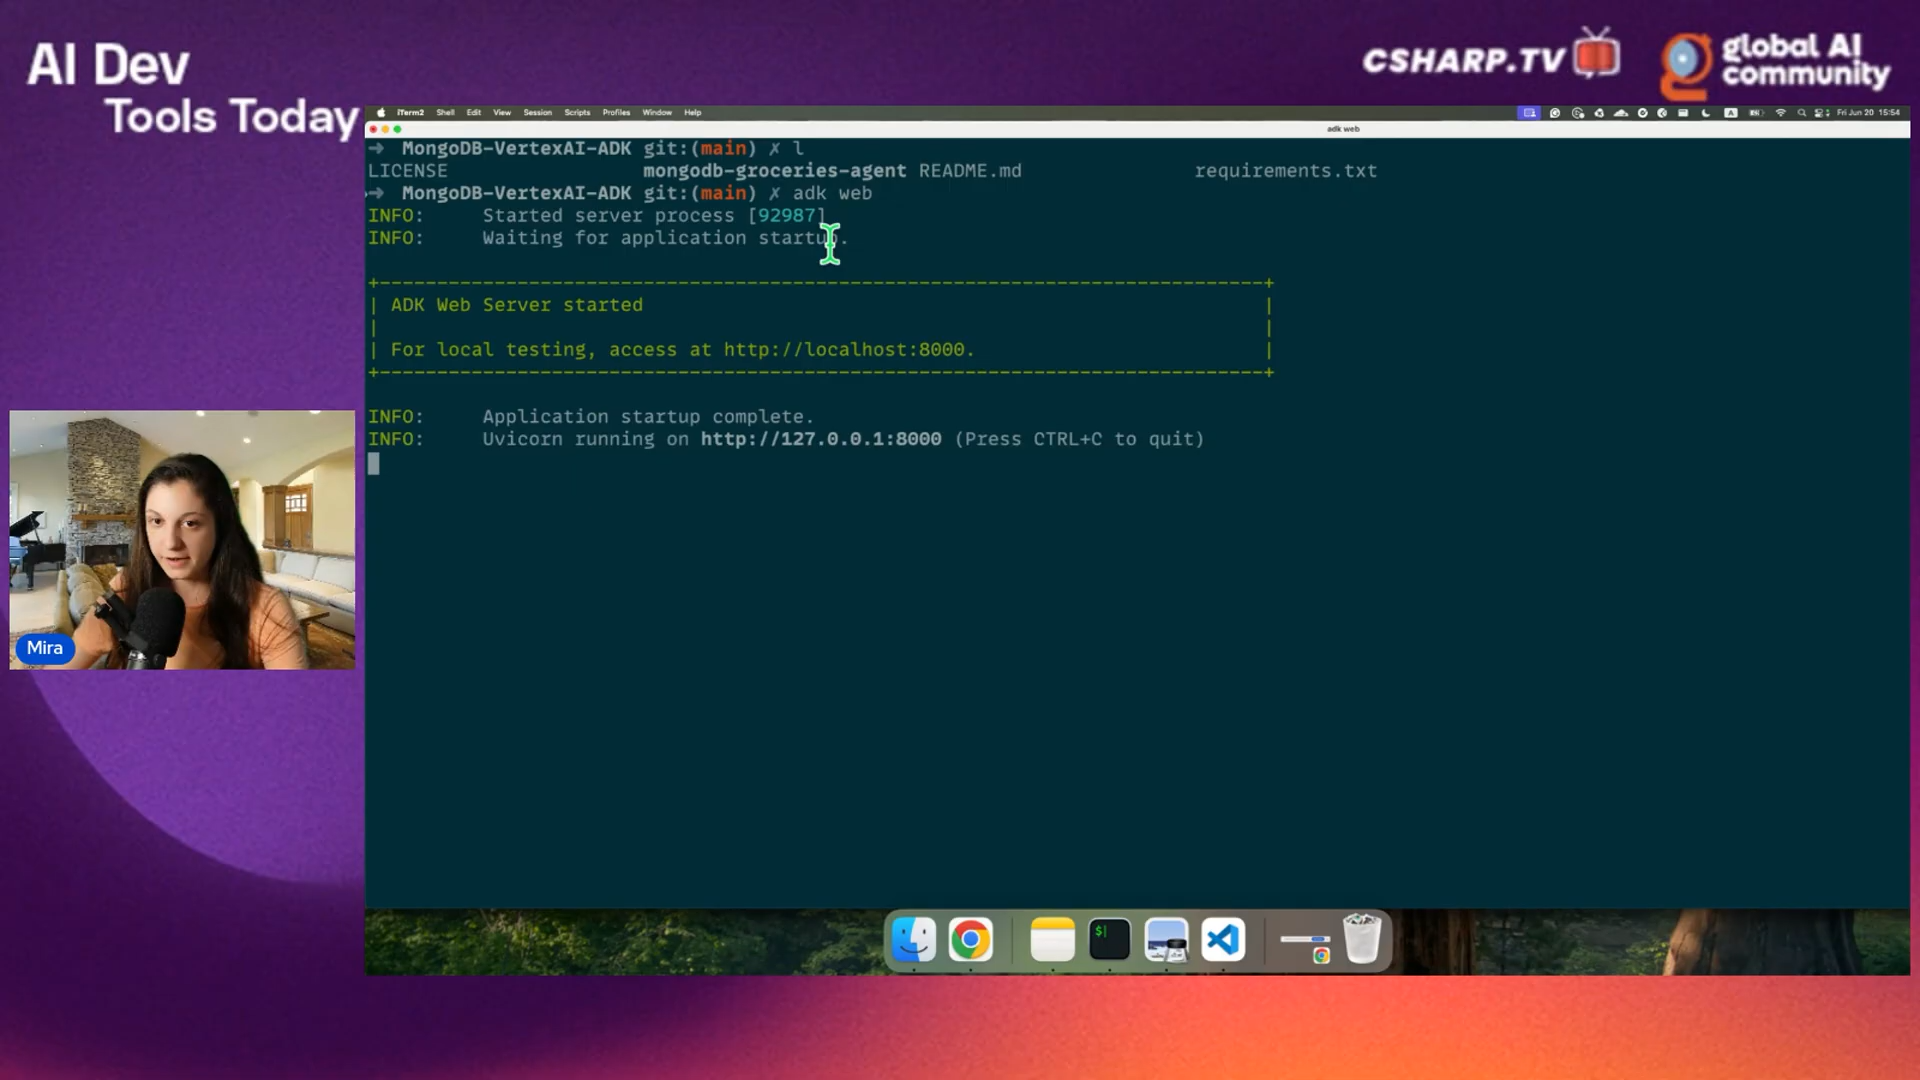 AI Dev
Tools Today
CSHARP.TV
global AI
community
iTerm2 Shell Edit View Session Scripts Profiles Window Help
A
Fri Jun 20 15:54
adk web
→ MongoDB-VertexAI-ADK git:(main) ✗ l
LICENSE mongodb-groceries-agent README.md requirements.txt
→ MongoDB-VertexAI-ADK git:(main) ✗ adk web
INFO: Started server process [92987]
INFO: Waiting for application startup.
+-----------------------------------------------------------------------------+
| ADK Web Server started |
| |
| For local testing, access at http://localhost:8000. |
+-----------------------------------------------------------------------------+
INFO: Application startup complete.
INFO: Uvicorn running on http://127.0.0.1:8000 (Press CTRL+C to quit)
Mira
$